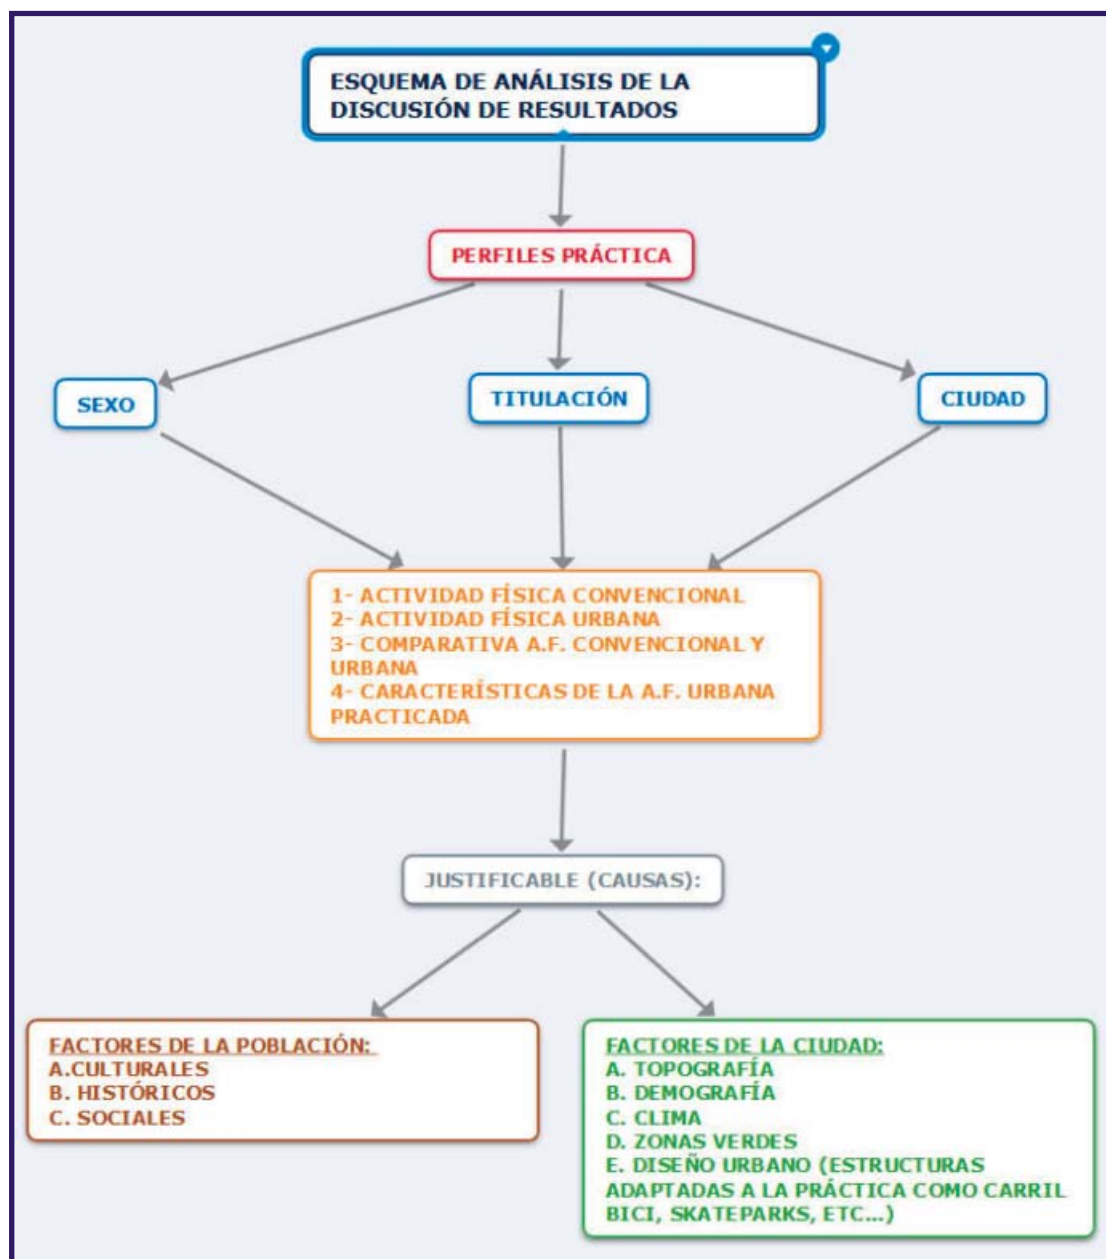 ESQUEMA DE ANÁLISIS DE LA
DISCUSIÓN DE RESULTADOS
PERFILES PRÁCTICA
SEXO
TITULACIÓN
CIUDAD
1- ACTIVIDAD FÍSICA CONVENCIONAL
2- ACTIVIDAD FÍSICA URBANA
3- COMPARATIVA A.F. CONVENCIONAL Y
URBANA
4- CARACTERÍSTICAS DE LA A.F. URBANA
PRACTICADA
JUSTIFICABLE (CAUSAS):
FACTORES DE LA POBLACIÓN:
A.CULTURALES
B. HISTÓRICOS
C. SOCIALES
FACTORES DE LA CIUDAD:
A. TOPOGRAFÍA
B. DEMOGRAFÍA
C. CLIMA
D. ZONAS VERDES
E. DISEÑO URBANO (ESTRUCTURAS
ADAPTADAS A LA PRÁCTICA COMO CARRIL
BICI, SKATEPARKS, ETC...)